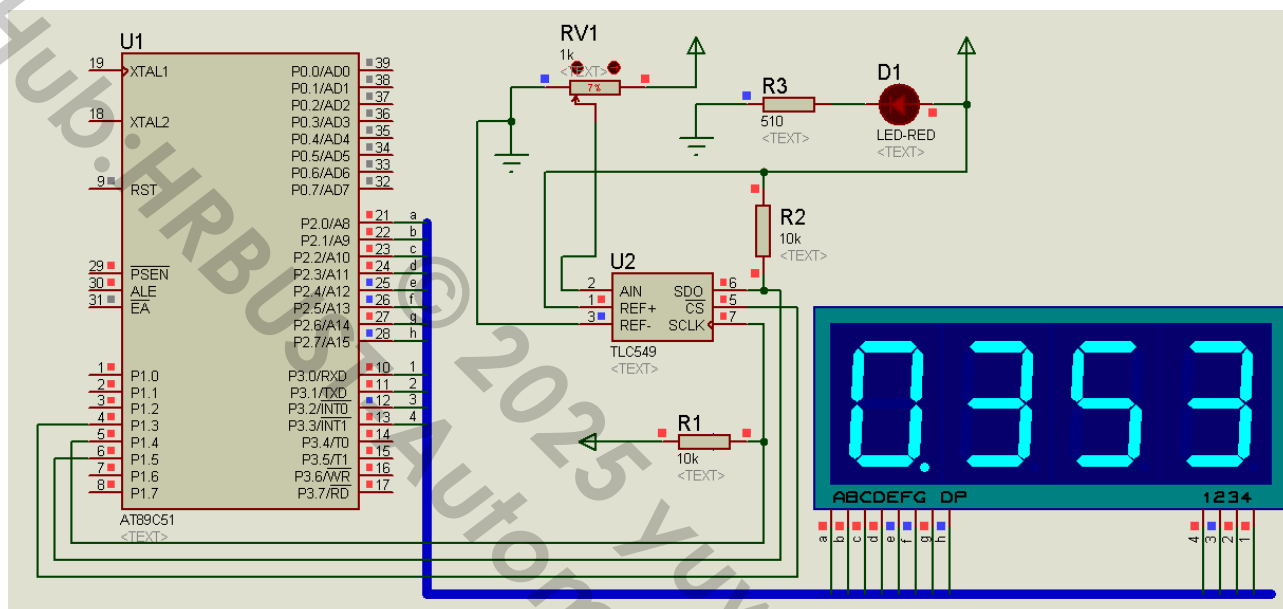 U1
19
XTAL1
18
XTAL2
9
RST
29
PSEN
30
ALE
31
EA
1
P1.0
2
P1.1
3
P1.2
4
P1.3
5
P1.4
6
P1.5
7
P1.6
8
P1.7
P0.0/AD0
39
P0.1/AD1
38
P0.2/AD2
37
P0.3/AD3
36
P0.4/AD4
35
P0.5/AD5
34
P0.6/AD6
33
P0.7/AD7
32
P2.0/A8
21
a
P2.1/A9
22
b
P2.2/A10
23
c
P2.3/A11
24
d
P2.4/A12
25
e
P2.5/A13
26
f
P2.6/A14
27
g
P2.7/A15
28
h
P3.0/RXD
10
1
P3.1/TXD
11
2
P3.2/INT0
12
3
P3.3/INT1
13
4
P3.4/T0
14
P3.5/T1
15
P3.6/WR
16
P3.7/RD
17
AT89C51
<TEXT>
RV1
1k
<TEXT>
7%
R3
510
<TEXT>
D1
LED-RED
<TEXT>
R2
10k
<TEXT>
U2
2
AIN
1
REF+
3
REF-
SDO
6
CS
5
SCLK
7
TLC549
<TEXT>
R1
10k
<TEXT>
0.353
ABCDEFG DP
1234
a
b
c
d
e
f
g
h
4
3
2
1
Hub:HRBUST-Autom
© 2025 yuv